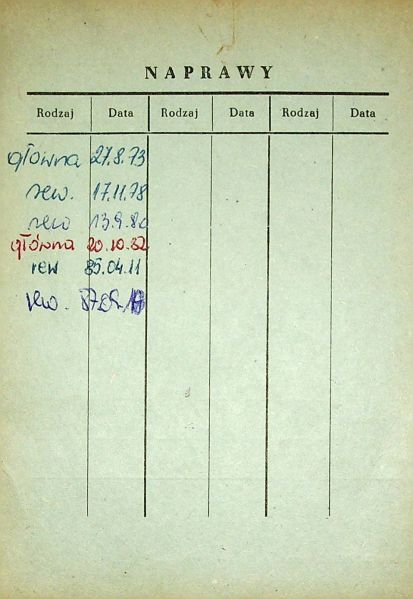 NAPRAWY
Rodzaj Data Rodzaj Data Rodzaj Data
główna 27.8.73
rew. 17.11.78
rew 13.9.80
główna 20.10.82
rew 85.04.11
rew.